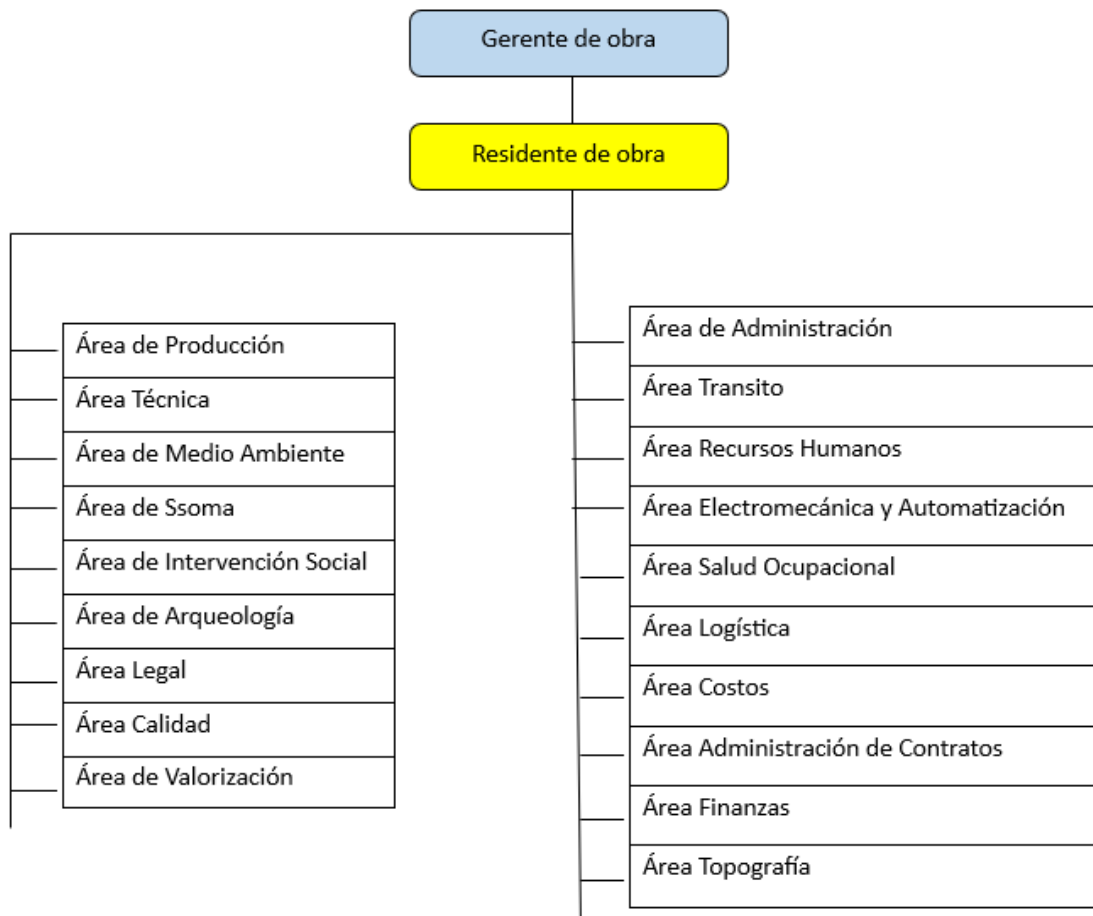 Gerente de obra
Residente de obra
Área de Producción
Área Técnica
Área de Medio Ambiente
Área de Ssoma
Área de Intervención Social
Área de Arqueología
Área Legal
Área Calidad
Área de Valorización
Área de Administración
Área Transito
Área Recursos Humanos
Área Electromecánica y Automatización
Área Salud Ocupacional
Área Logística
Área Costos
Área Administración de Contratos
Área Finanzas
Área Topografía